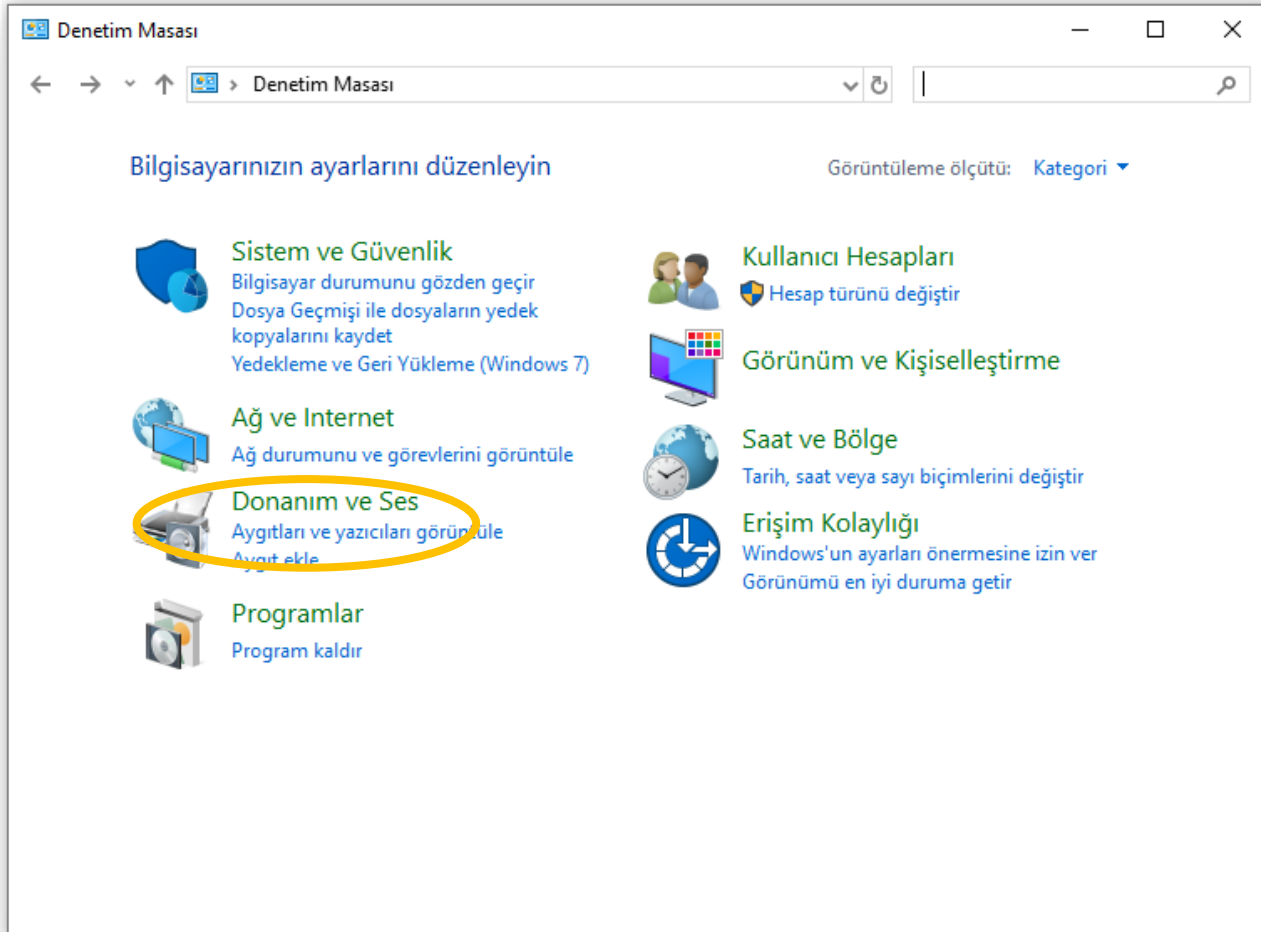 Denetim Masası
Denetim Masası
Bilgisayarınızın ayarlarını düzenleyin
Görüntüleme ölçütü: Kategori
Sistem ve Güvenlik
Bilgisayar durumunu gözden geçir
Dosya Geçmişi ile dosyaların yedek
kopyalarını kaydet
Yedekleme ve Geri Yükleme (Windows 7)
Ağ ve Internet
Ağ durumunu ve görevlerini görüntüle
Donanım ve Ses
Aygıtları ve yazıcıları görüntüle
Aygıt ekle
Programlar
Program kaldır
Kullanıcı Hesapları
Hesap türünü değiştir
Görünüm ve Kişiselleştirme
Saat ve Bölge
Tarih, saat veya sayı biçimlerini değiştir
Erişim Kolaylığı
Windows'un ayarları önermesine izin ver
Görünümü en iyi duruma getir